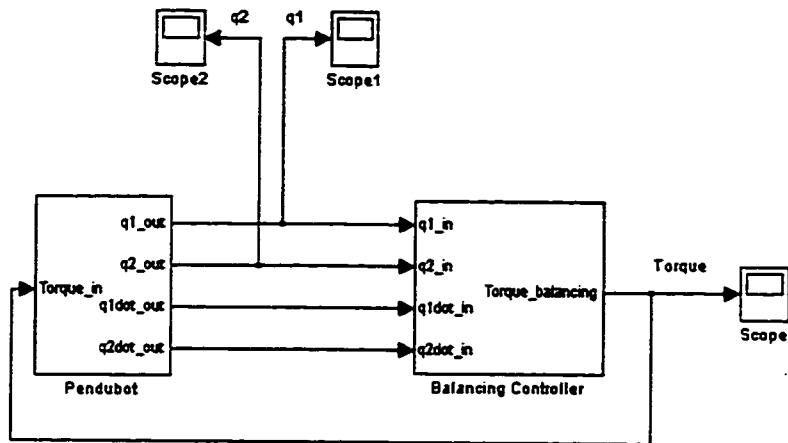 q2
q1
Scope2
Scope1
q1_out
q2_out
Torque_in
q1dot_out
q2dot_out
Pendubot
q1_in
q2_in
Torque_balancing
q1dot_in
q2dot_in
Balancing Controller
Torque
Scope